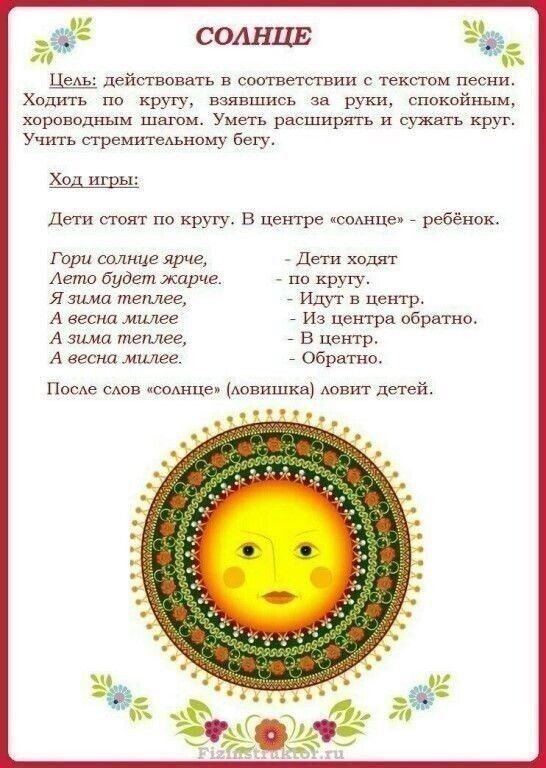 СОЛНЦЕ
Цель: действовать в соответствии с текстом песни.
Ходить по кругу, взявшись за руки, спокойным,
хороводным шагом. Уметь расширять и сужать круг.
Учить стремительному бегу.
Ход игры:
Дети стоят по кругу. В центре «солнце» - ребёнок.
Гори солнце ярче, - Дети ходят
Лето будет жарче. - по кругу.
Я зима теплее, - Идут в центр.
А весна милее - Из центра обратно.
А зима теплее, - В центр.
А весна милее. - Обратно.
После слов «солнце» (ловишка) ловит детей.
Fizinstruktor.ru